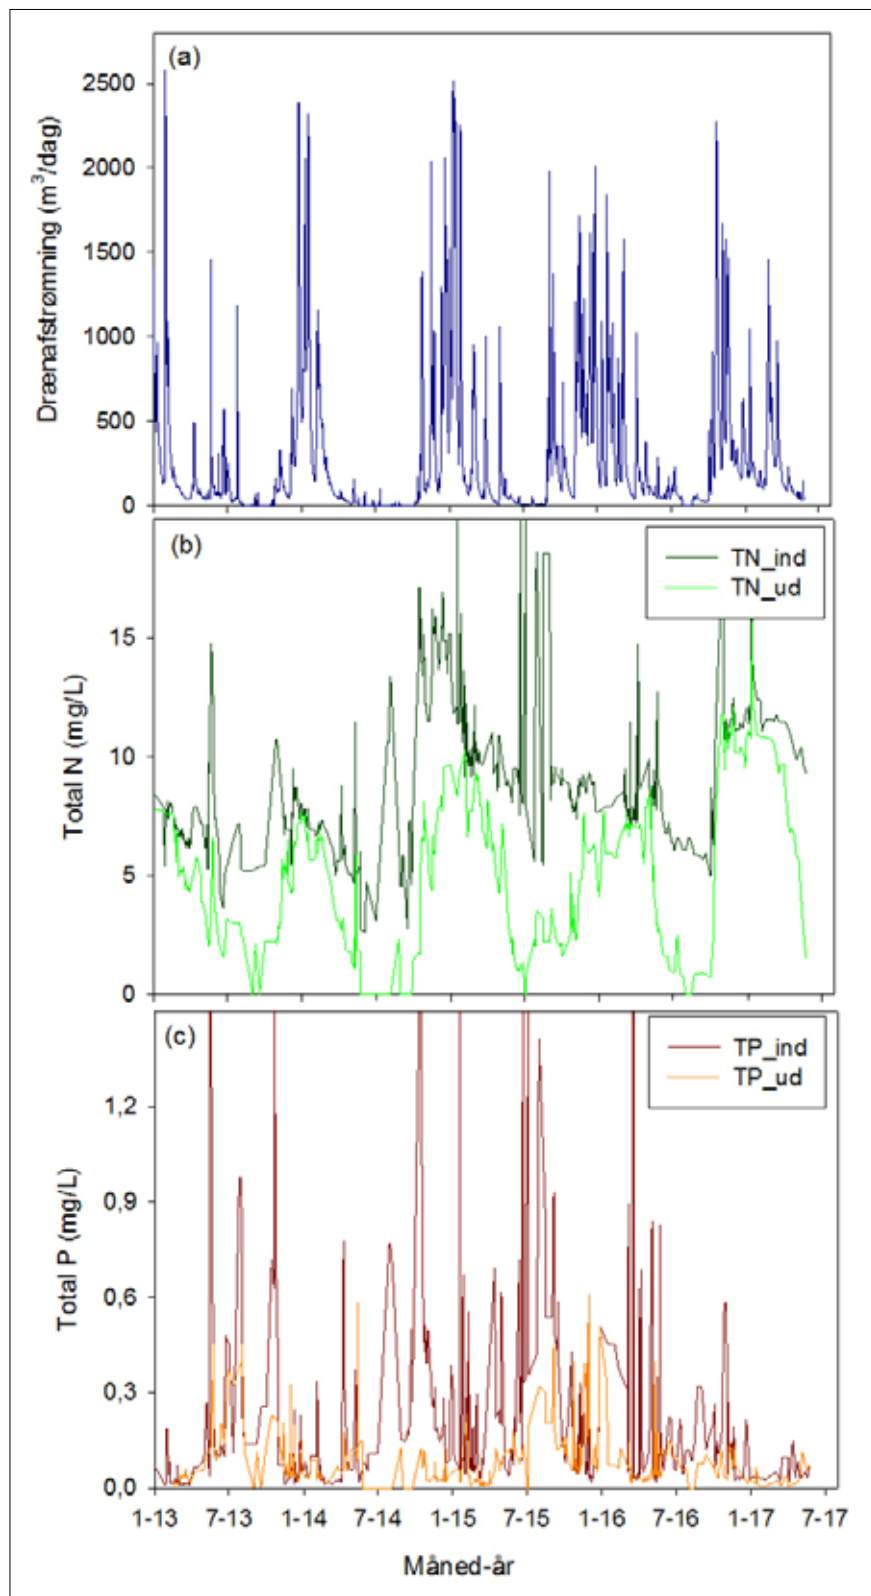 (a)
Drænafstrømning (m³/dag)
2500
2000
1500
1000
500
0
(b)
TN_ind
TN_ud
Total N (mg/L)
15
10
5
0
(c)
TP_ind
TP_ud
Total P (mg/L)
1,2
0,9
0,6
0,3
0,0
1-13 7-13 1-14 7-14 1-15 7-15 1-16 7-16 1-17 7-17
Måned-år